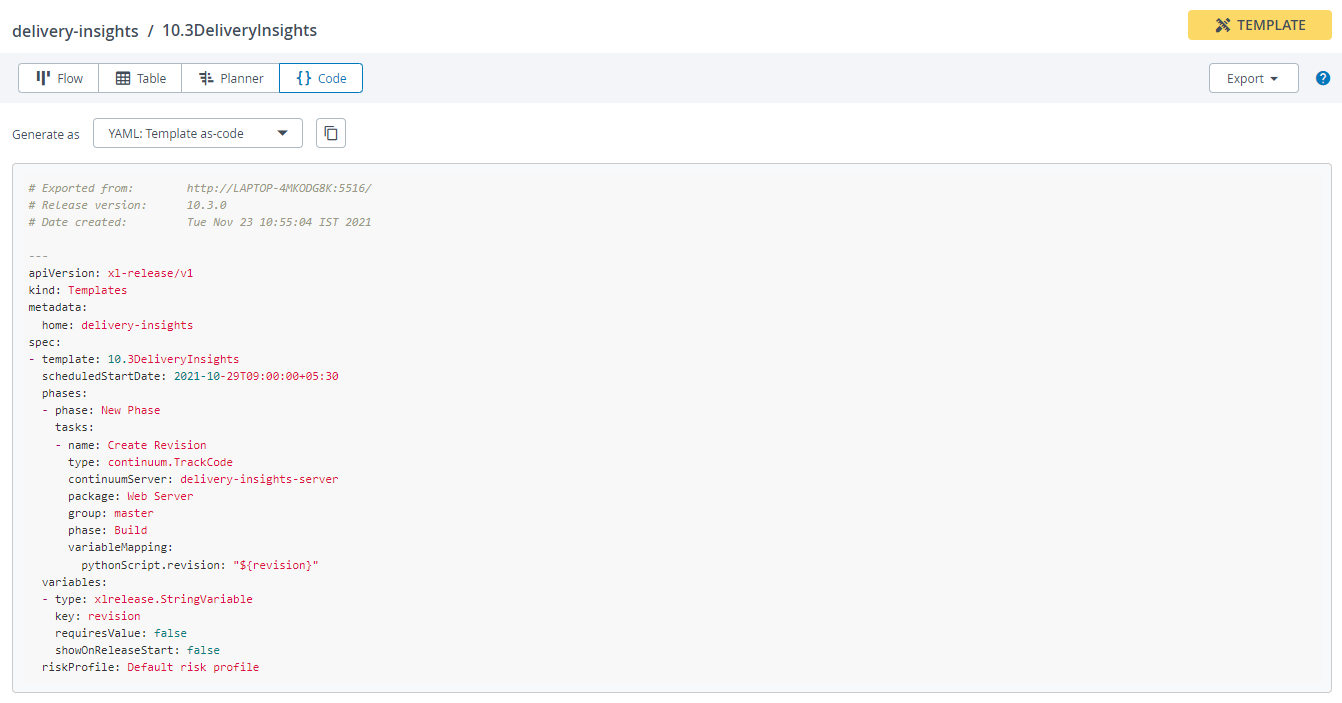 delivery-insights / 10.3DeliveryInsights
TEMPLATE
Flow
Table
Planner
{} Code
Export
?
Generate as
YAML: Template as-code
# Exported from:        http://LAPTOP-4MKODG8K:5516/
# Release version:      10.3.0
# Date created:         Tue Nov 23 10:55:04 IST 2021
---
apiVersion: xl-release/v1
kind: Templates
metadata:
  home: delivery-insights
spec:
- template: 10.3DeliveryInsights
  scheduledStartDate: 2021-10-29T09:00:00+05:30
  phases:
  - phase: New Phase
    tasks:
    - name: Create Revision
      type: continuum.TrackCode
      continuumServer: delivery-insights-server
      package: Web Server
      group: master
      phase: Build
      variableMapping:
        pythonScript.revision: "${revision}"
  variables:
  - type: xlrelease.StringVariable
    key: revision
    requiresValue: false
    showOnReleaseStart: false
  riskProfile: Default risk profile